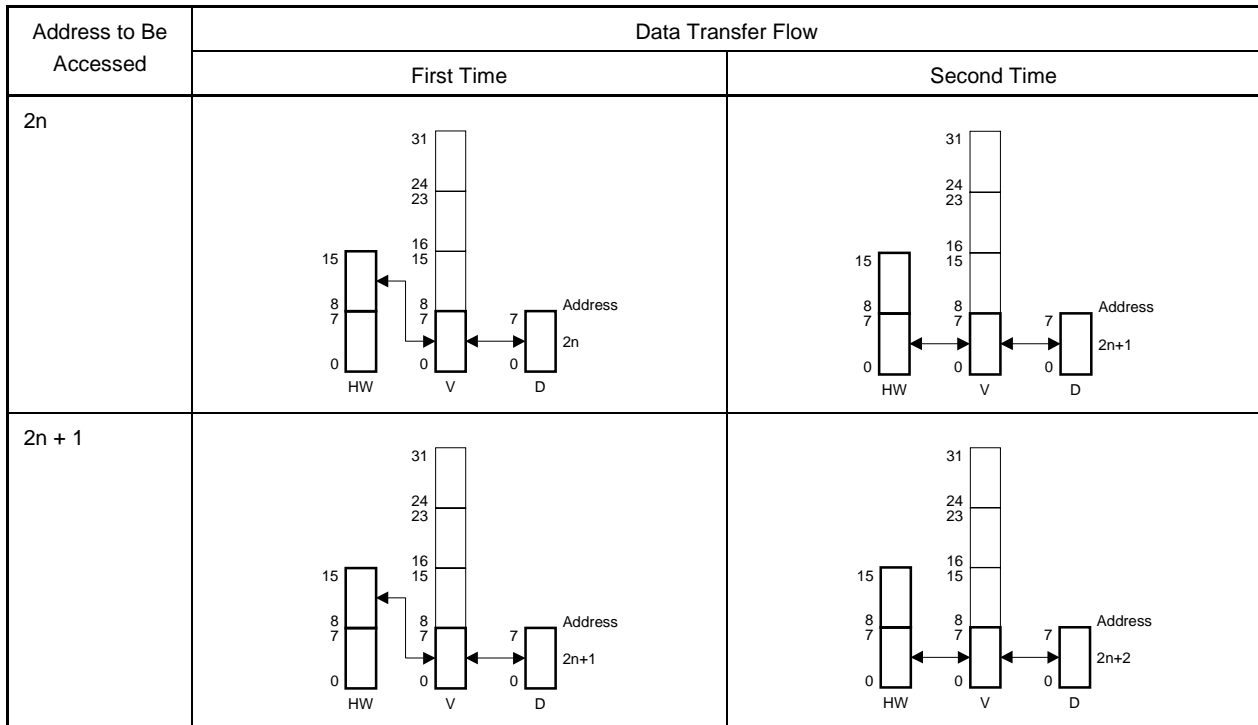 Address to Be
Accessed
Data Transfer Flow
First Time
Second Time
2n
31
24
23
16
15
15
8
8
7
7
7
Address
2n
0
0
0
HW
V
D
31
24
23
16
15
15
8
8
7
7
7
Address
2n+1
0
0
0
HW
V
D
2n + 1
31
24
23
16
15
15
8
8
7
7
7
Address
2n+1
0
0
0
HW
V
D
31
24
23
16
15
15
8
8
7
7
7
Address
2n+2
0
0
0
HW
V
D